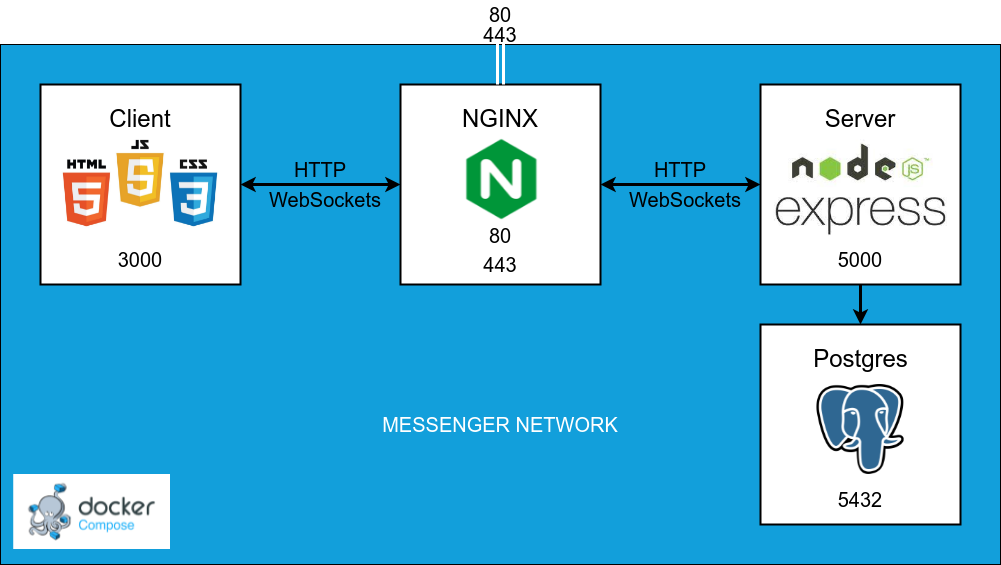 80
443
Client
HTML
JS
CSS
5
5
3
3000
HTTP
WebSockets
NGINX
N
80
443
HTTP
WebSockets
Server
node
JS
™
express
5000
Postgres
5432
MESSENGER NETWORK
docker
Compose